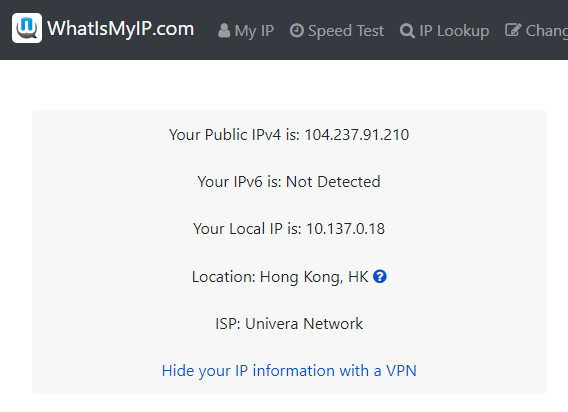 WhatIsMyIP.com My IP Speed Test IP Lookup Chang
Your Public IPv4 is: 104.237.91.210
Your IPv6 is: Not Detected
Your Local IP is: 10.137.0.18
Location: Hong Kong, HK
ISP: Univera Network
Hide your IP information with a VPN